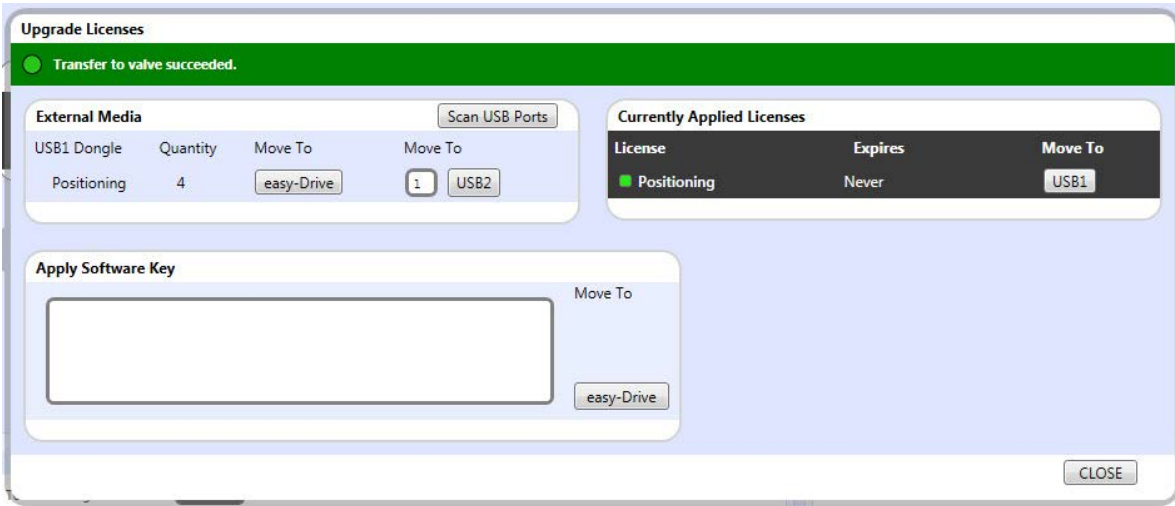 Upgrade Licenses
Transfer to valve succeeded.
External Media
Scan USB Ports
USB1 Dongle Quantity Move To Move To
Positioning 4 easy-Drive 1 USB2
Currently Applied Licenses
License Expires Move To
Positioning Never USB1
Apply Software Key
Move To
easy-Drive
CLOSE